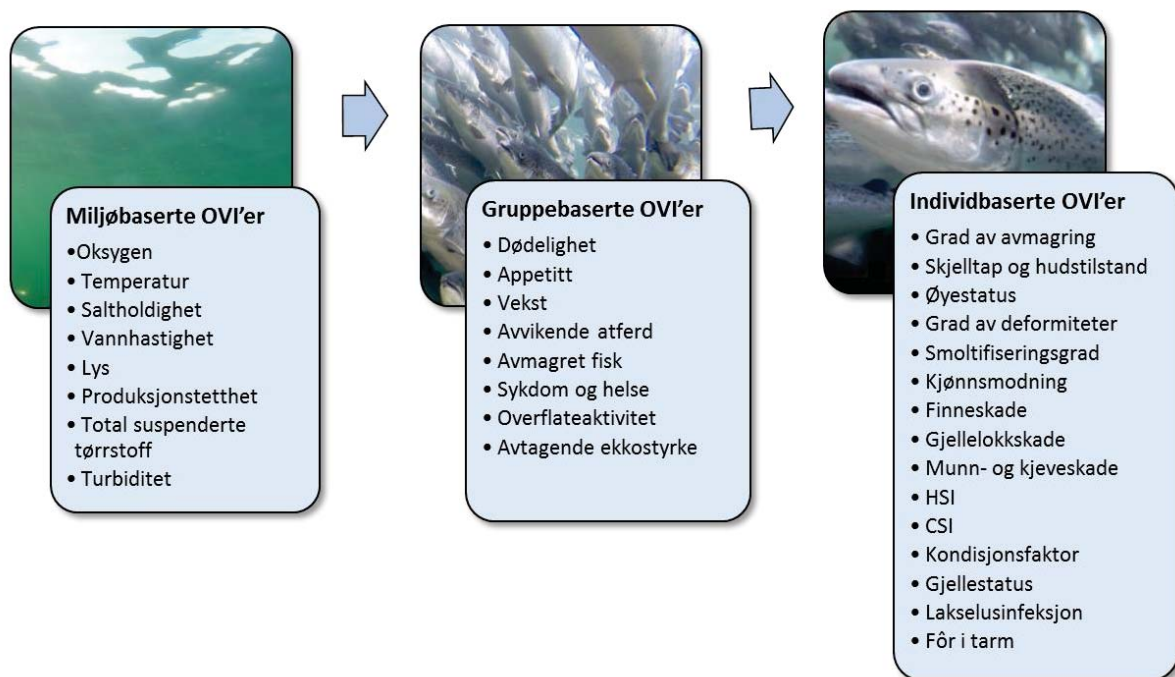 Miljøbaserte OVI’er
•Oksygen
• Temperatur
• Saltholdighet
• Vannhastighet
• Lys
• Produksjonstetthet
• Total suspenderte
tørrstoff
• Turbiditet
Gruppebaserte OVI’er
• Dødelighet
• Appetitt
• Vekst
• Avvikende atferd
• Avmagret fisk
• Sykdom og helse
• Overflateaktivitet
• Avtagende ekkostyrke
Individbaserte OVI’er
• Grad av avmagring
• Skjelltap og hudstilstand
• Øyestatus
• Grad av deformiteter
• Smoltifiseringsgrad
• Kjønnsmodning
• Finneskade
• Gjellelokkskade
• Munn- og kjeveskade
• HSI
• CSI
• Kondisjonsfaktor
• Gjellestatus
• Lakselusinfeksjon
• Fôr i tarm